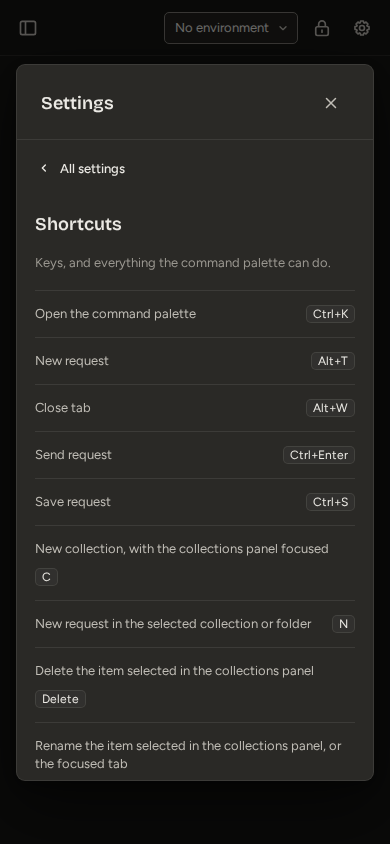 No environment
Settings
All settings
Shortcuts
Keys, and everything the command palette can do.
Open the command palette
Ctrl+K
New request
Alt+T
Close tab
Alt+W
Send request
Ctrl+Enter
Save request
Ctrl+S
New collection, with the collections panel focused
C
New request in the selected collection or folder
N
Delete the item selected in the collections panel
Delete
Rename the item selected in the collections panel, or
the focused tab